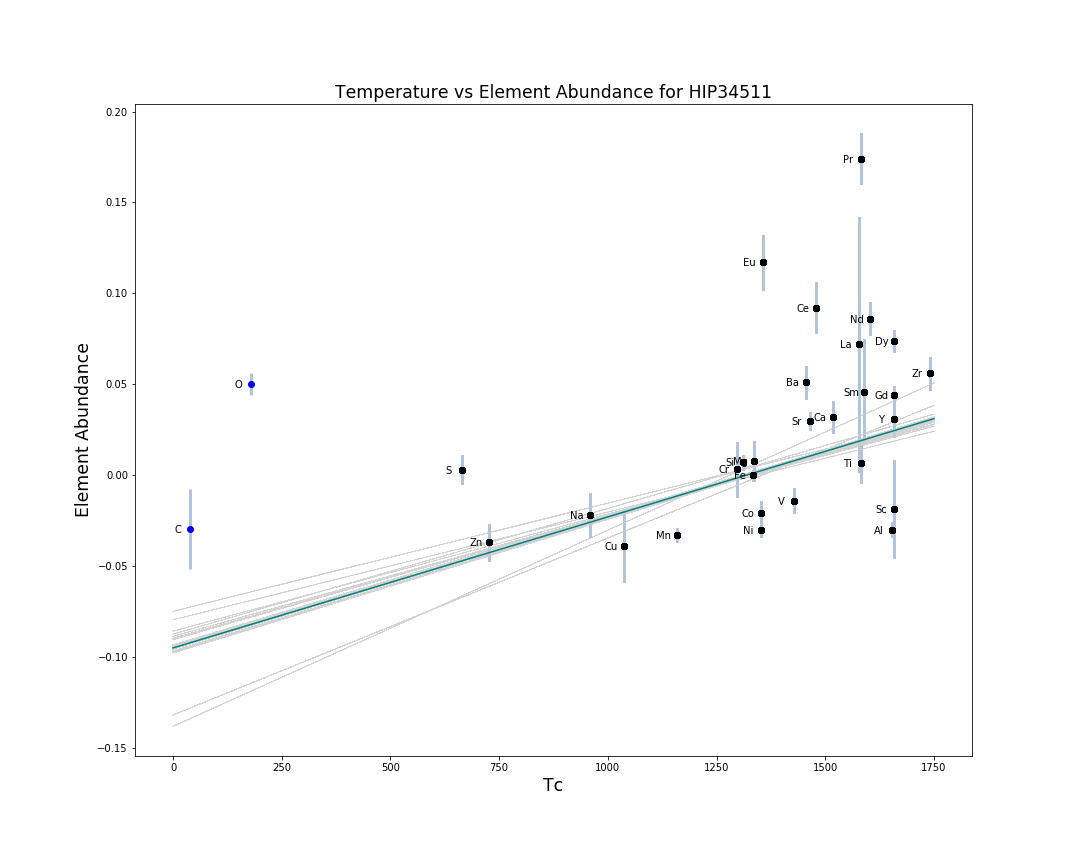 Temperature vs Element Abundance for HIP34511
0.20
0.15
0.10
0.05
0.00
−0.05
−0.10
−0.15
Element Abundance
0
250
500
750
1000
1250
1500
1750
Tc
Pr
Eu
Ce
Nd
Dy
La
Zr
O
Ba
Sm
Gd
Sr
Ca
Y
Si
Mg
Cr
Fe
Ti
S
V
Sc
Na
Co
C
Ni
Al
Mn
Zn
Cu